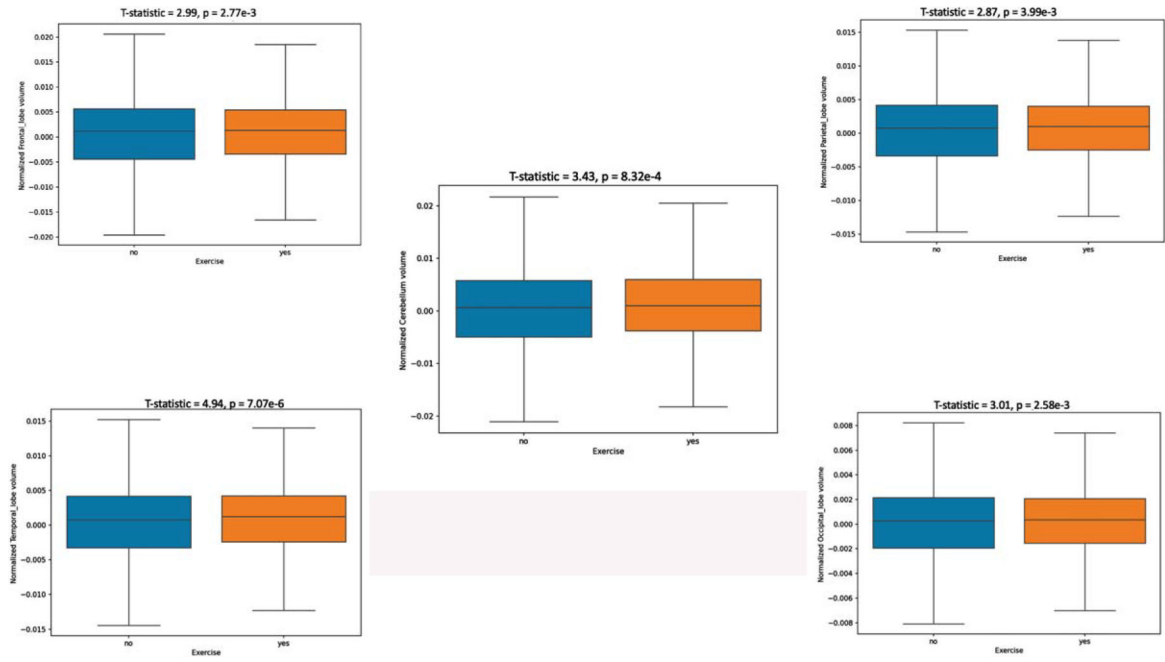 T-statistic = 2.99, p = 2.77e-3
Normalized Frontal_lobe volume
0.020
0.015
0.010
0.005
0.000
−0.005
−0.010
−0.015
−0.020
no
yes
Exercise
T-statistic = 2.87, p = 3.99e-3
Normalized Parietal_lobe volume
0.015
0.010
0.005
0.000
−0.005
−0.010
−0.015
no
yes
Exercise
T-statistic = 3.43, p = 8.32e-4
Normalized Cerebellum volume
0.02
0.01
0.00
−0.01
−0.02
no
yes
Exercise
T-statistic = 4.94, p = 7.07e-6
Normalized Temporal_lobe volume
0.015
0.010
0.005
0.000
−0.005
−0.010
−0.015
no
yes
Exercise
T-statistic = 3.01, p = 2.58e-3
Normalized Occipital_lobe volume
0.008
0.006
0.004
0.002
0.000
−0.002
−0.004
−0.006
−0.008
no
yes
Exercise